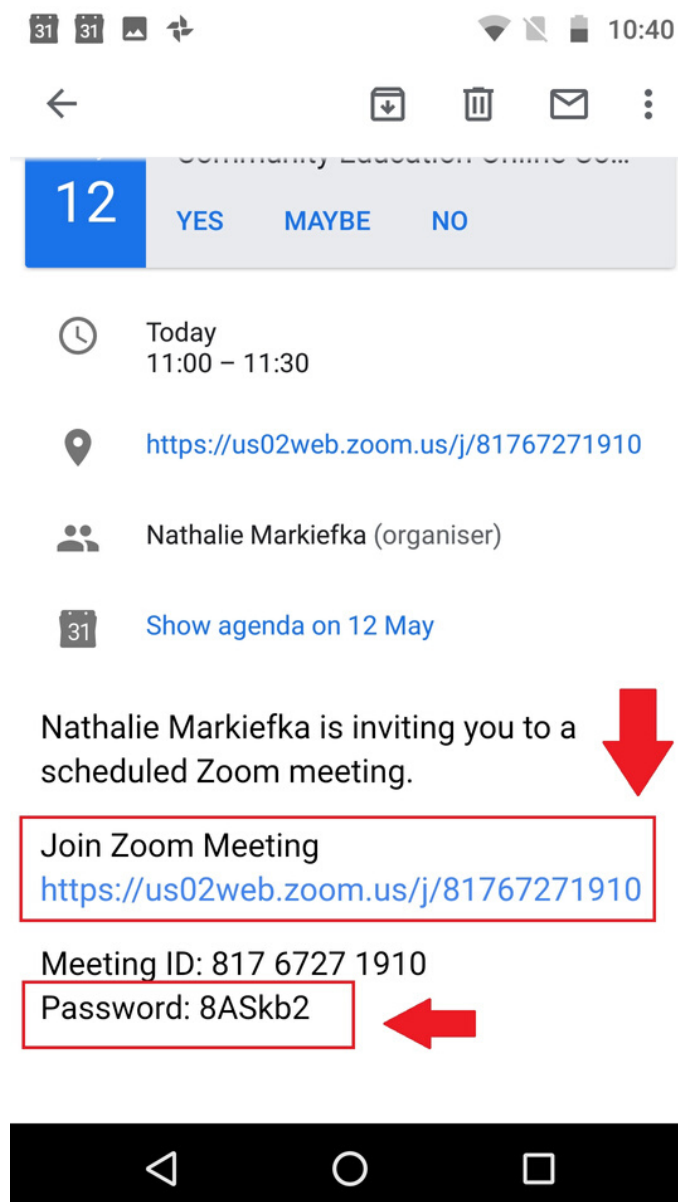 31 31 10:40
12
YES MAYBE NO
Today
11:00 – 11:30
https://us02web.zoom.us/j/81767271910
Nathalie Markiefka (organiser)
31 Show agenda on 12 May
Nathalie Markiefka is inviting you to a
scheduled Zoom meeting.
Join Zoom Meeting
https://us02web.zoom.us/j/81767271910
Meeting ID: 817 6727 1910
Password: 8ASkb2